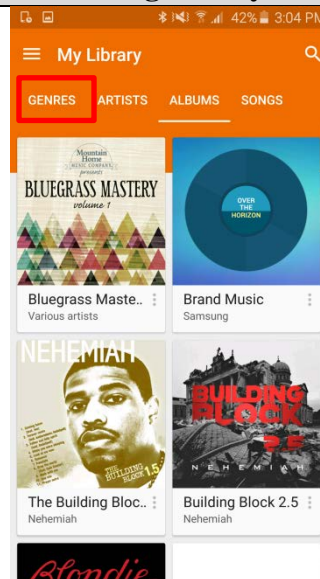 42% 3:04 PM
My Library
GENRES ARTISTS ALBUMS SONGS
Mountain
Home
MUSIC COMPANY
presents
BLUEGRASS MASTERY
volume 1
OVER
THE
HORIZON
Bluegrass Maste..
Various artists
Brand Music
Samsung
NEHEMIAH
THE
BUILDING
BLOCK 1.5
BUILDING
BLOCK
2.5
NEHEMIAH
The Building Bloc..
Nehemiah
Building Block 2.5
Nehemiah
Blondie